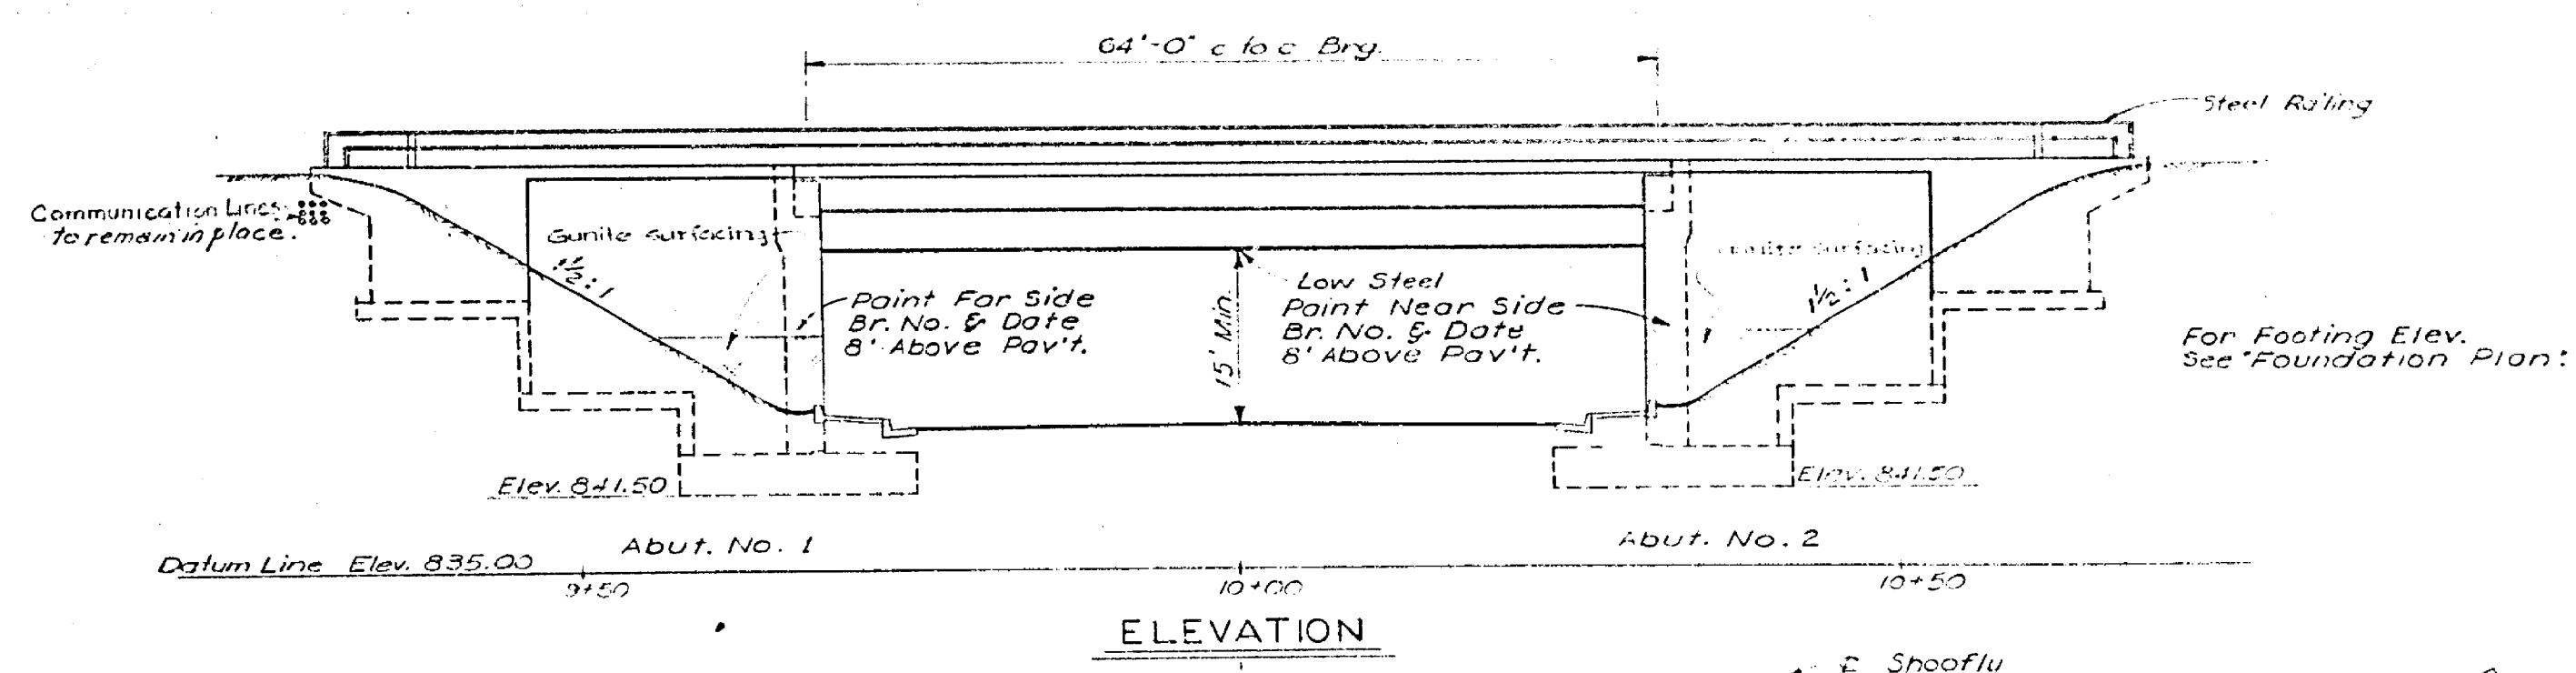 64'-0" c to c Brg.
Steel Railing
Communication Lines
to remain in place.
Gunite surfacing
1½:1
Paint Far Side
Br. No. & Date
8' Above Pav't.
15' Min.
Low Steel
Paint Near Side
Br. No. & Date
8' Above Pav't.
Gunite surfacing
1½:1
For Footing Elev.
See "Foundation Plan".
Elev. 841.50
Elev. 841.50
Abut. No. 1
Abut. No. 2
Datum Line Elev. 835.00
9+50
10+00
10+50
ELEVATION
℄ Shoofly